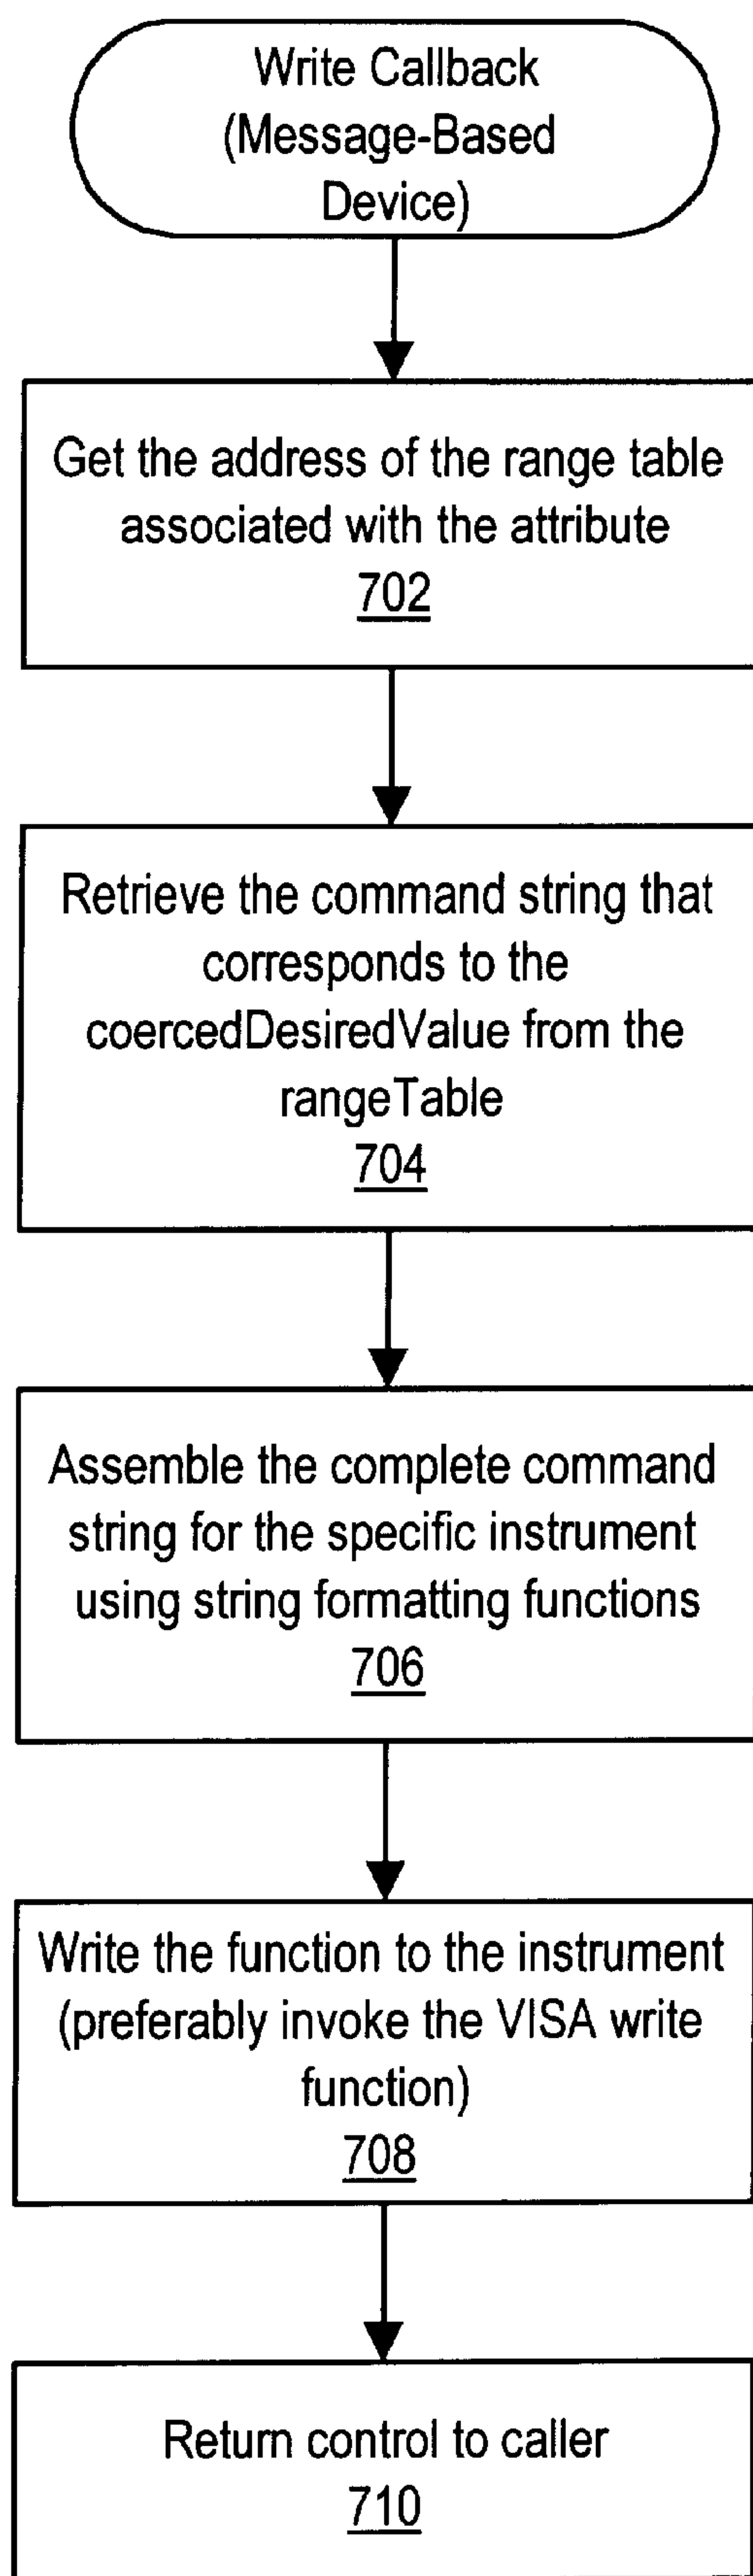 Write Callback
(Message-Based
Device)
Get the address of the range table
associated with the attribute
702
Retrieve the command string that
corresponds to the
coercedDesiredValue from the
rangeTable
704
Assemble the complete command
string for the specific instrument
using string formatting functions
706
Write the function to the instrument
(preferably invoke the VISA write
function)
708
Return control to caller
710